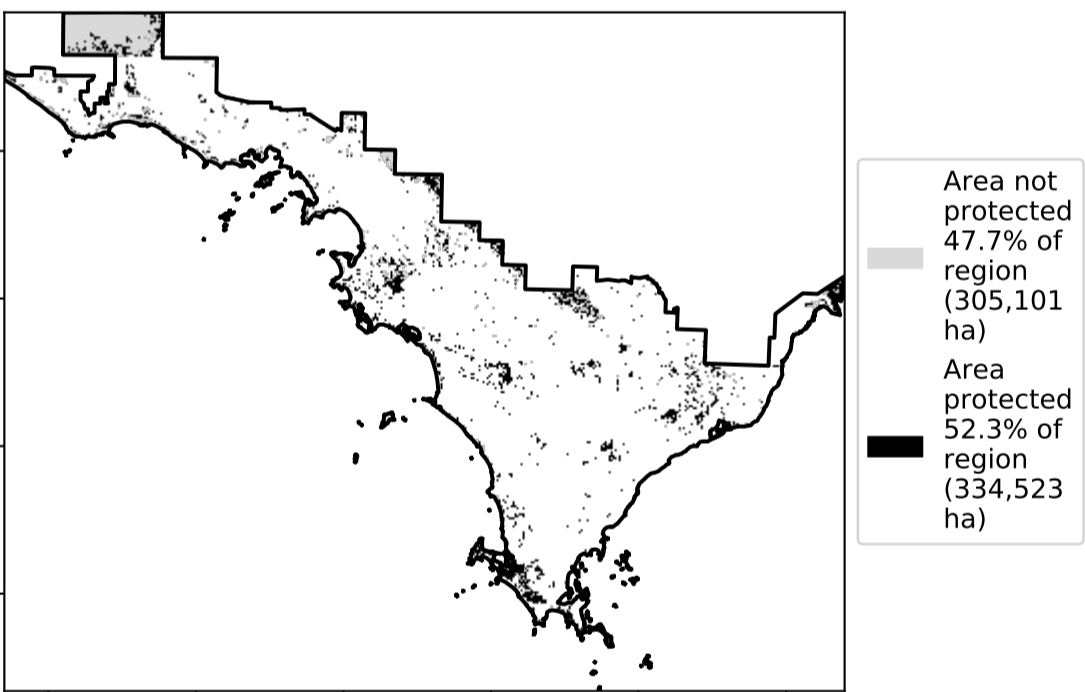 Area not
protected
47.7% of
region
(305,101
ha)
Area
protected
52.3% of
region
(334,523
ha)